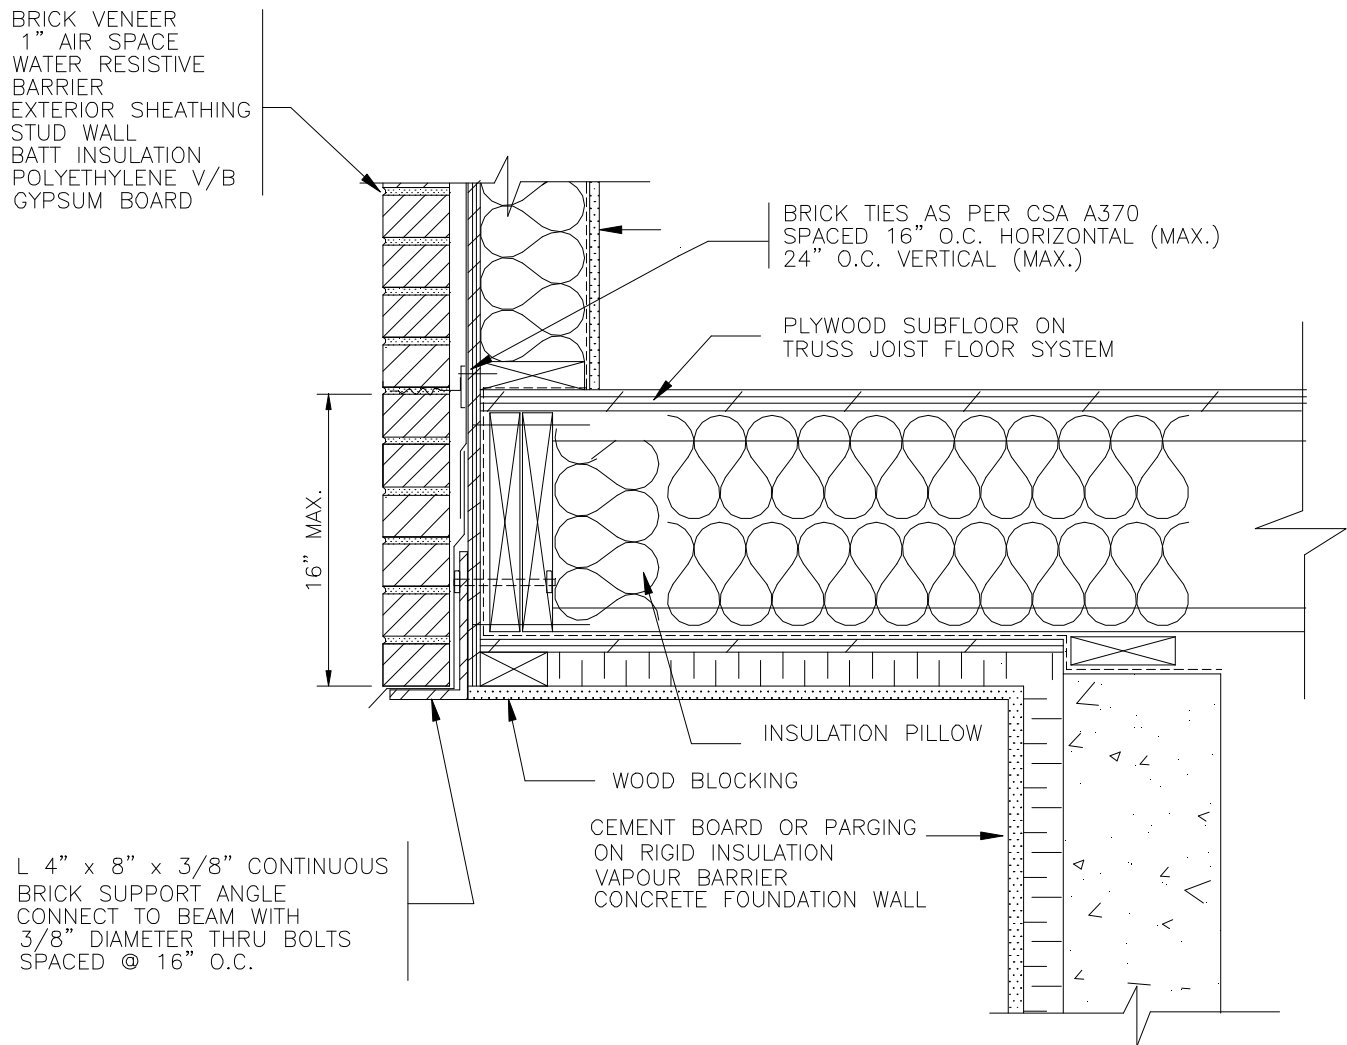 BRICK VENEER
1" AIR SPACE
WATER RESISTIVE
BARRIER
EXTERIOR SHEATHING
STUD WALL
BATT INSULATION
POLYETHYLENE V/B
GYPSUM BOARD
BRICK TIES AS PER CSA A370
SPACED 16" O.C. HORIZONTAL (MAX.)
24" O.C. VERTICAL (MAX.)
PLYWOOD SUBFLOOR ON
TRUSS JOIST FLOOR SYSTEM
16" MAX.
INSULATION PILLOW
WOOD BLOCKING
CEMENT BOARD OR PARGING
ON RIGID INSULATION
VAPOUR BARRIER
CONCRETE FOUNDATION WALL
L 4" x 8" x 3/8" CONTINUOUS
BRICK SUPPORT ANGLE
CONNECT TO BEAM WITH
3/8" DIAMETER THRU BOLTS
SPACED @ 16" O.C.